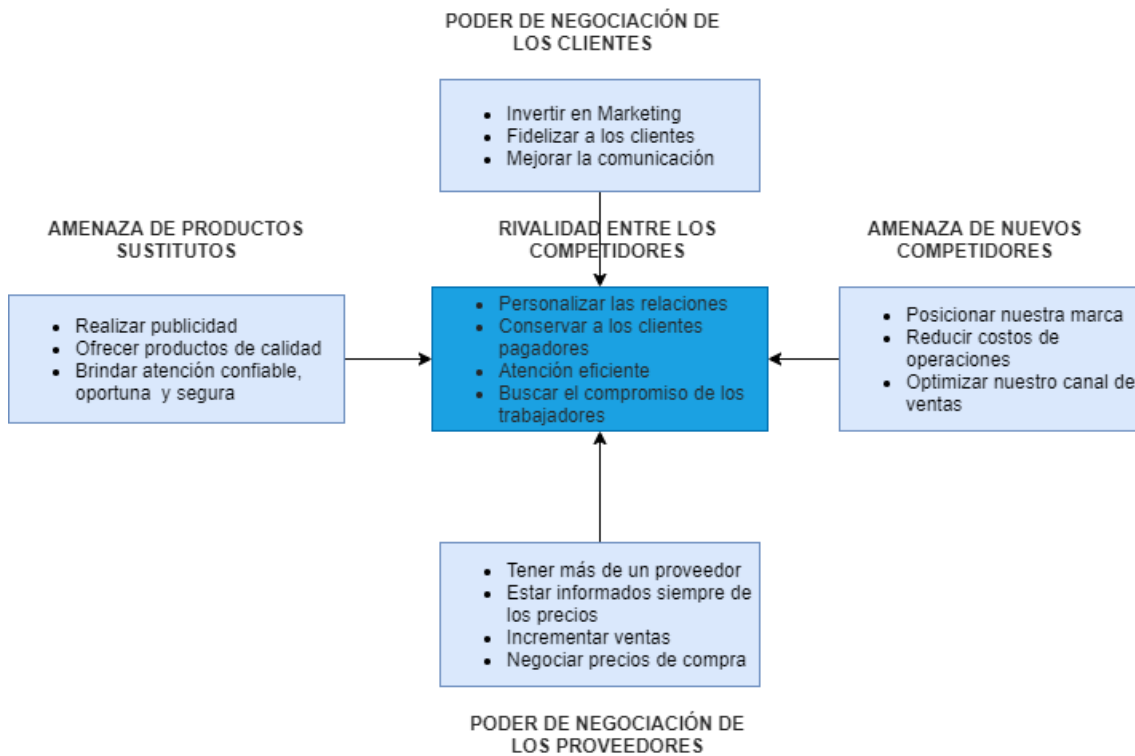 PODER DE NEGOCIACIÓN DE
LOS CLIENTES
• Invertir en Marketing
• Fidelizar a los clientes
• Mejorar la comunicación
AMENAZA DE PRODUCTOS
SUSTITUTOS
• Realizar publicidad
• Ofrecer productos de calidad
• Brindar atención confiable,
oportuna y segura
RIVALIDAD ENTRE LOS
COMPETIDORES
• Personalizar las relaciones
• Conservar a los clientes
pagadores
• Atención eficiente
• Buscar el compromiso de los
trabajadores
AMENAZA DE NUEVOS
COMPETIDORES
• Posicionar nuestra marca
• Reducir costos de
operaciones
• Optimizar nuestro canal de
ventas
• Tener más de un proveedor
• Estar informados siempre de
los precios
• Incrementar ventas
• Negociar precios de compra
PODER DE NEGOCIACIÓN DE
LOS PROVEEDORES